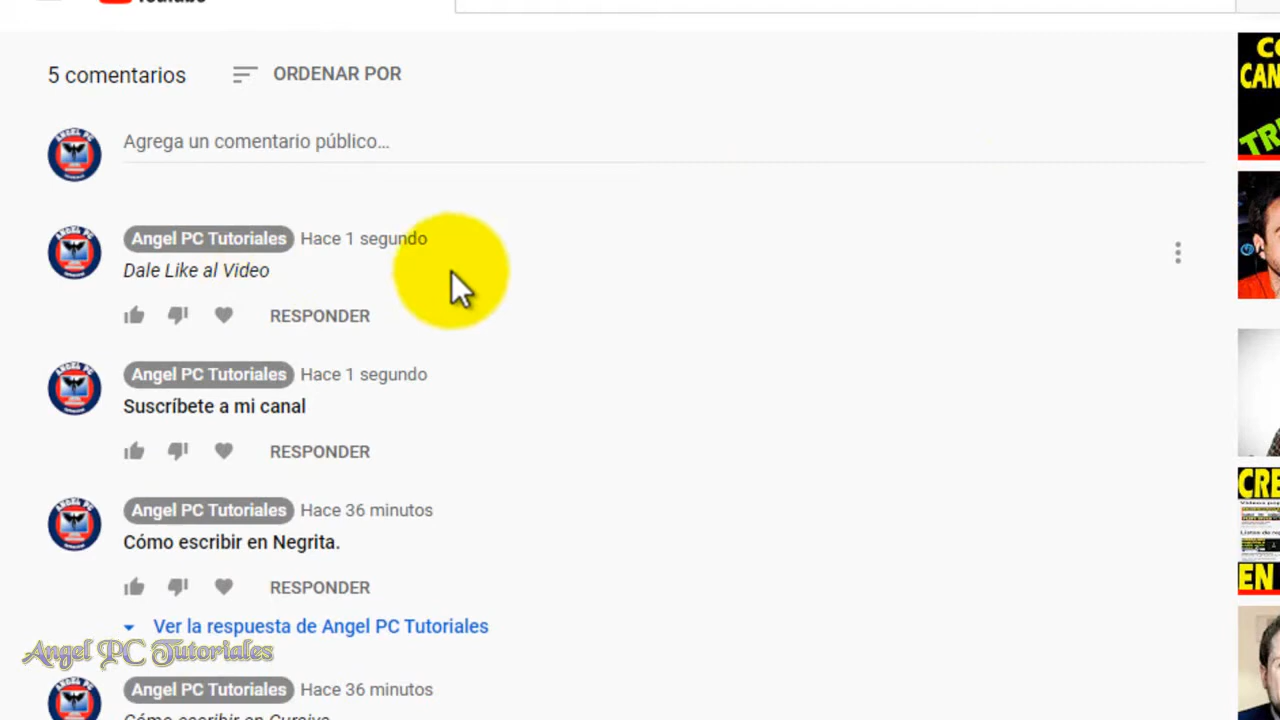 5 comentarios
ORDENAR POR
Agrega un comentario público...
Angel PC Tutoriales Hace 1 segundo
Dale Like al Video
RESPONDER
Angel PC Tutoriales Hace 1 segundo
Suscríbete a mi canal
RESPONDER
Angel PC Tutoriales Hace 36 minutos
Cómo escribir en Negrita.
RESPONDER
Ver la respuesta de Angel PC Tutoriales
Angel PC Tutoriales
Angel PC Tutoriales Hace 36 minutos
Cómo escribir en Cursiva
EN